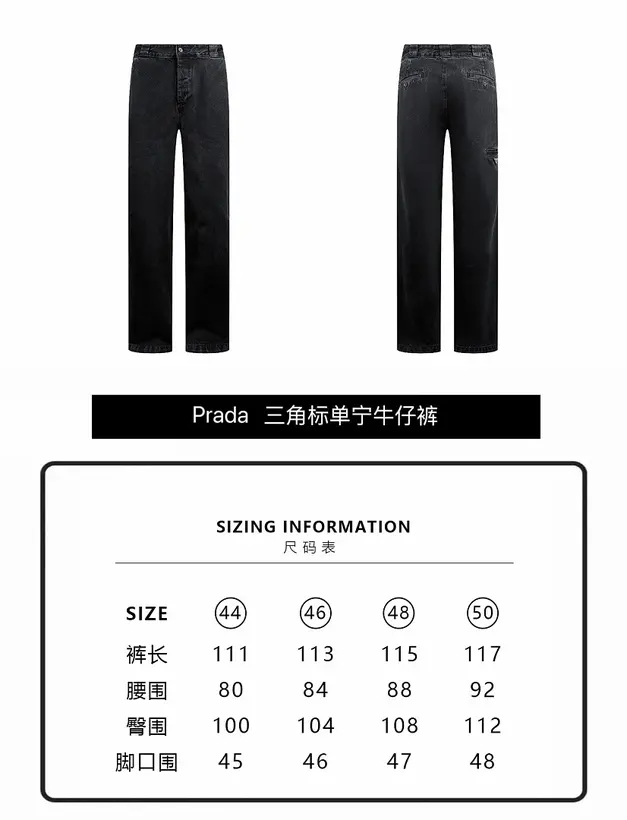 Prada 三角标单宁牛仔裤
SIZING INFORMATION
尺码表
SIZE 44 46 48 50
裤长 111 113 115 117
腰围 80 84 88 92
臀围 100 104 108 112
脚口围 45 46 47 48